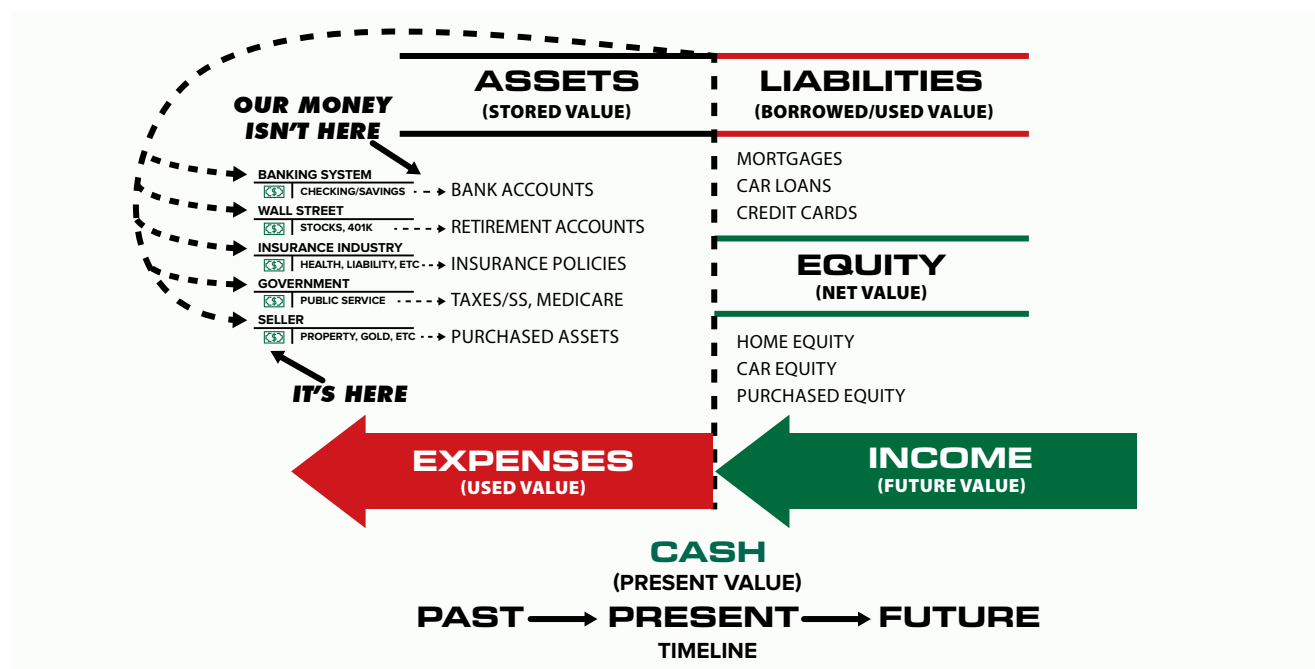 ASSETS
(STORED VALUE)
LIABILITIES
(BORROWED/USED VALUE)
OUR MONEY
ISN'T HERE
BANKING SYSTEM
($) CHECKING/SAVINGS
BANK ACCOUNTS
WALL STREET
($) STOCKS, 401K
RETIREMENT ACCOUNTS
INSURANCE INDUSTRY
($) HEALTH, LIABILITY, ETC
INSURANCE POLICIES
GOVERNMENT
($) PUBLIC SERVICE
TAXES/SS, MEDICARE
SELLER
($) PROPERTY, GOLD, ETC
PURCHASED ASSETS
IT'S HERE
MORTGAGES
CAR LOANS
CREDIT CARDS
EQUITY
(NET VALUE)
HOME EQUITY
CAR EQUITY
PURCHASED EQUITY
EXPENSES
(USED VALUE)
INCOME
(FUTURE VALUE)
CASH
(PRESENT VALUE)
PAST PRESENT FUTURE
TIMELINE